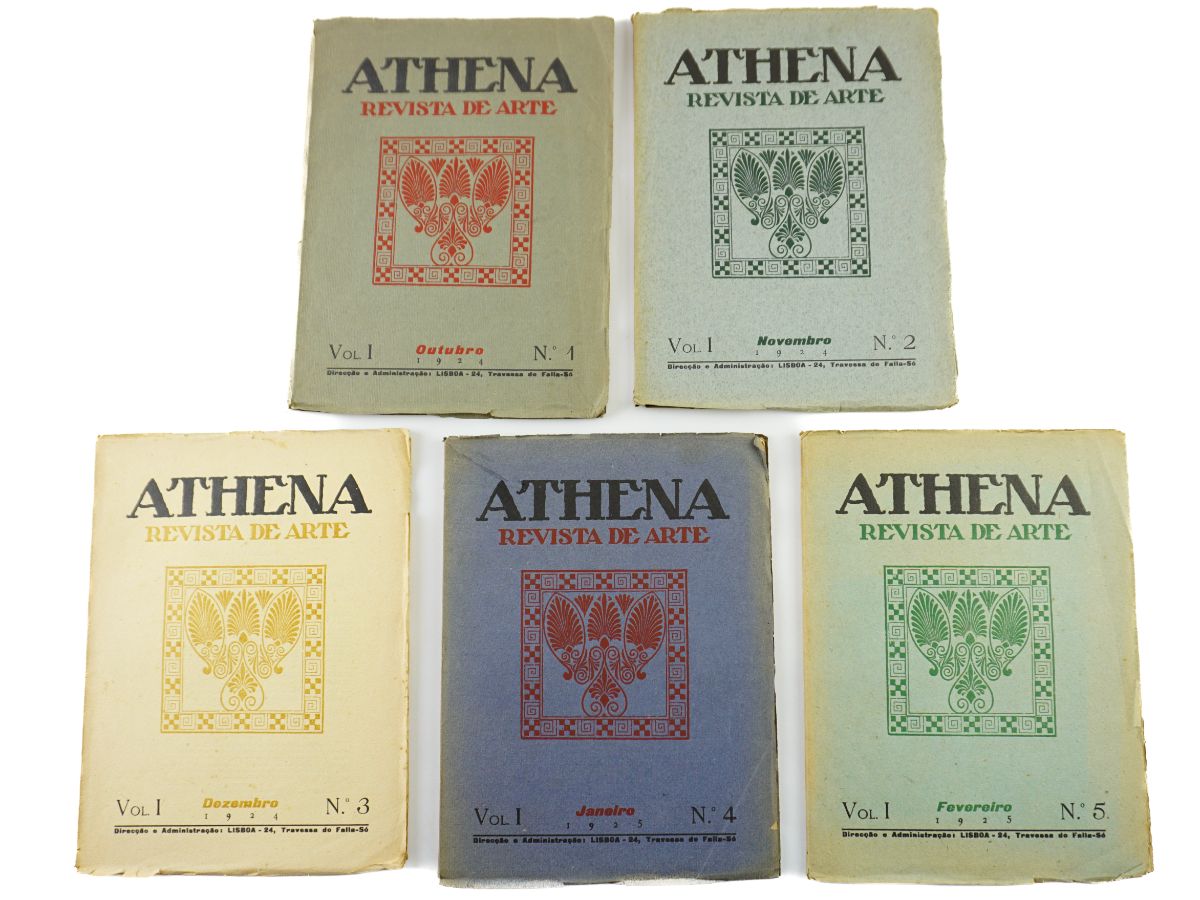 ATHENA
REVISTA DE ARTE
VOL. I Outubro N.º 1
1924
Direcção e Administração: LISBOA - 24, Travessa do Falla-Só
ATHENA
REVISTA DE ARTE
VOL. I Novembro N.º 2
1924
Direcção e Administração: LISBOA - 24, Travessa do Falla-Só
ATHENA
REVISTA DE ARTE
VOL. I Dezembro N.º 3
1924
Direcção e Administração: LISBOA - 24, Travessa do Falla-Só
ATHENA
REVISTA DE ARTE
VOL. I Janeiro N.º 4
1925
Direcção e Administração: LISBOA - 24, Travessa do Falla-Só
ATHENA
REVISTA DE ARTE
VOL. I Fevereiro N.º 5
1925
Direcção e Administração: LISBOA - 24, Travessa do Falla-Só